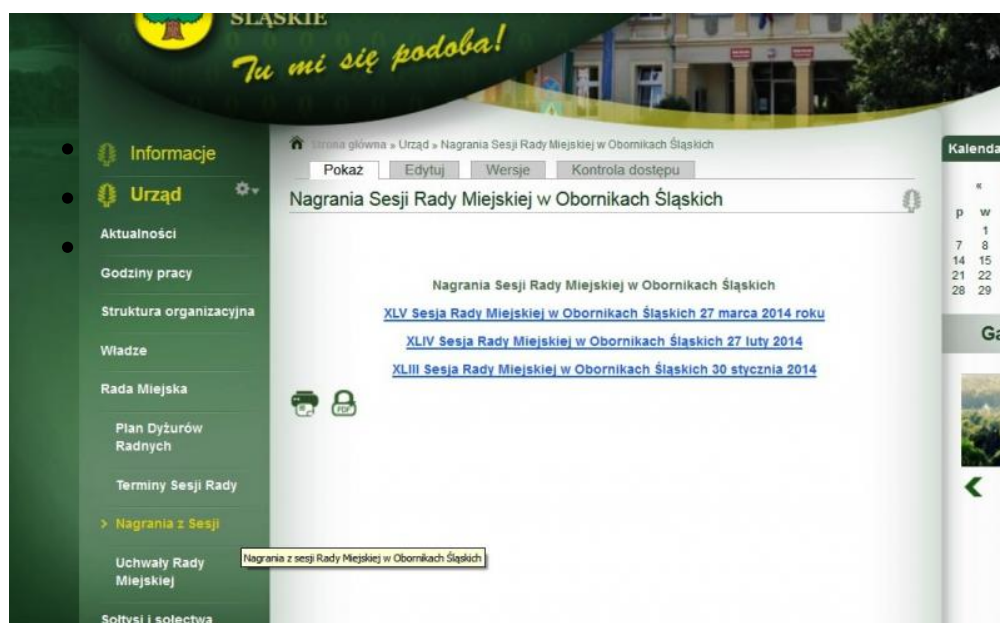 ŚLĄSKIE
Tu mi się podoba!
Informacje
Urząd
Aktualności
Godziny pracy
Struktura organizacyjna
Władze
Rada Miejska
Plan Dyżurów
Radnych
Terminy Sesji Rady
> Nagrania z Sesji
Uchwały Rady
Miejskiej
Sołtysi i sołectwa
Strona główna » Urząd » Nagrania Sesji Rady Miejskiej w Obornikach Śląskich
Pokaż Edytuj Wersje Kontrola dostępu
Nagrania Sesji Rady Miejskiej w Obornikach Śląskich
Nagrania Sesji Rady Miejskiej w Obornikach Śląskich
XLV Sesja Rady Miejskiej w Obornikach Śląskich 27 marca 2014 roku
XLIV Sesja Rady Miejskiej w Obornikach Śląskich 27 luty 2014
XLIII Sesja Rady Miejskiej w Obornikach Śląskich 30 stycznia 2014
PDF
Nagrania z sesji Rady Miejskiej w Obornikach Śląskich
Kalenda
«
P W
1
7 8
14 15
21 22
28 29
Ga